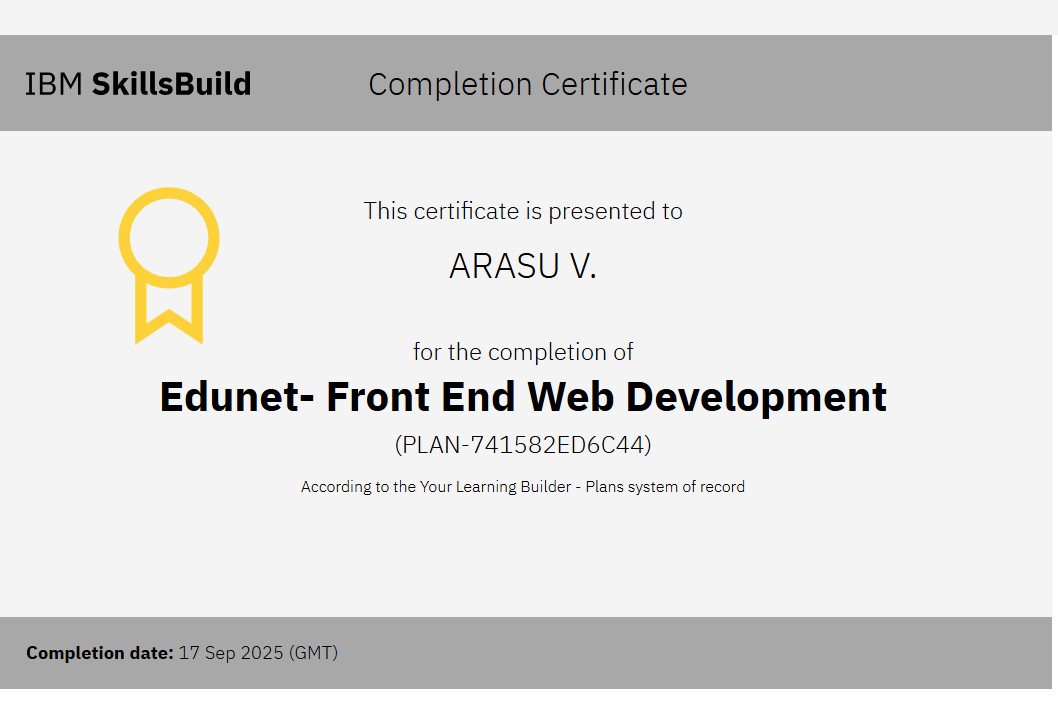 IBM SkillsBuild Completion Certificate
This certificate is presented to
ARASU V.
for the completion of
Edunet- Front End Web Development
(PLAN-741582ED6C44)
According to the Your Learning Builder - Plans system of record
Completion date: 17 Sep 2025 (GMT)